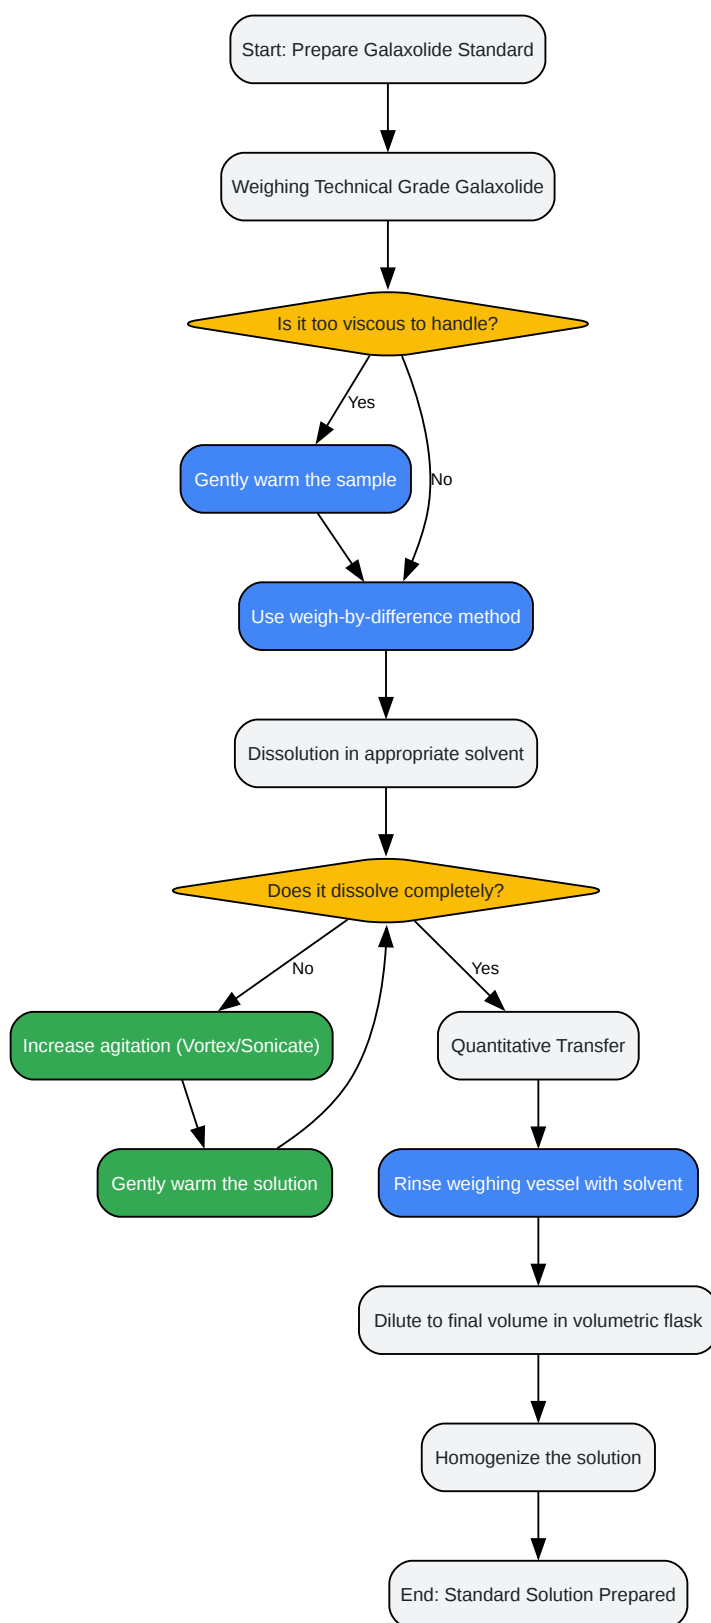 Start: Prepare Galaxolide Standard
Weighing Technical Grade Galaxolide
Is it too viscous to handle?
Yes
Gently warm the sample
No
Use weigh-by-difference method
Dissolution in appropriate solvent
Does it dissolve completely?
No
Yes
Increase agitation (Vortex/Sonicate)
Quantitative Transfer
Gently warm the solution
Rinse weighing vessel with solvent
Dilute to final volume in volumetric flask
Homogenize the solution
End: Standard Solution Prepared